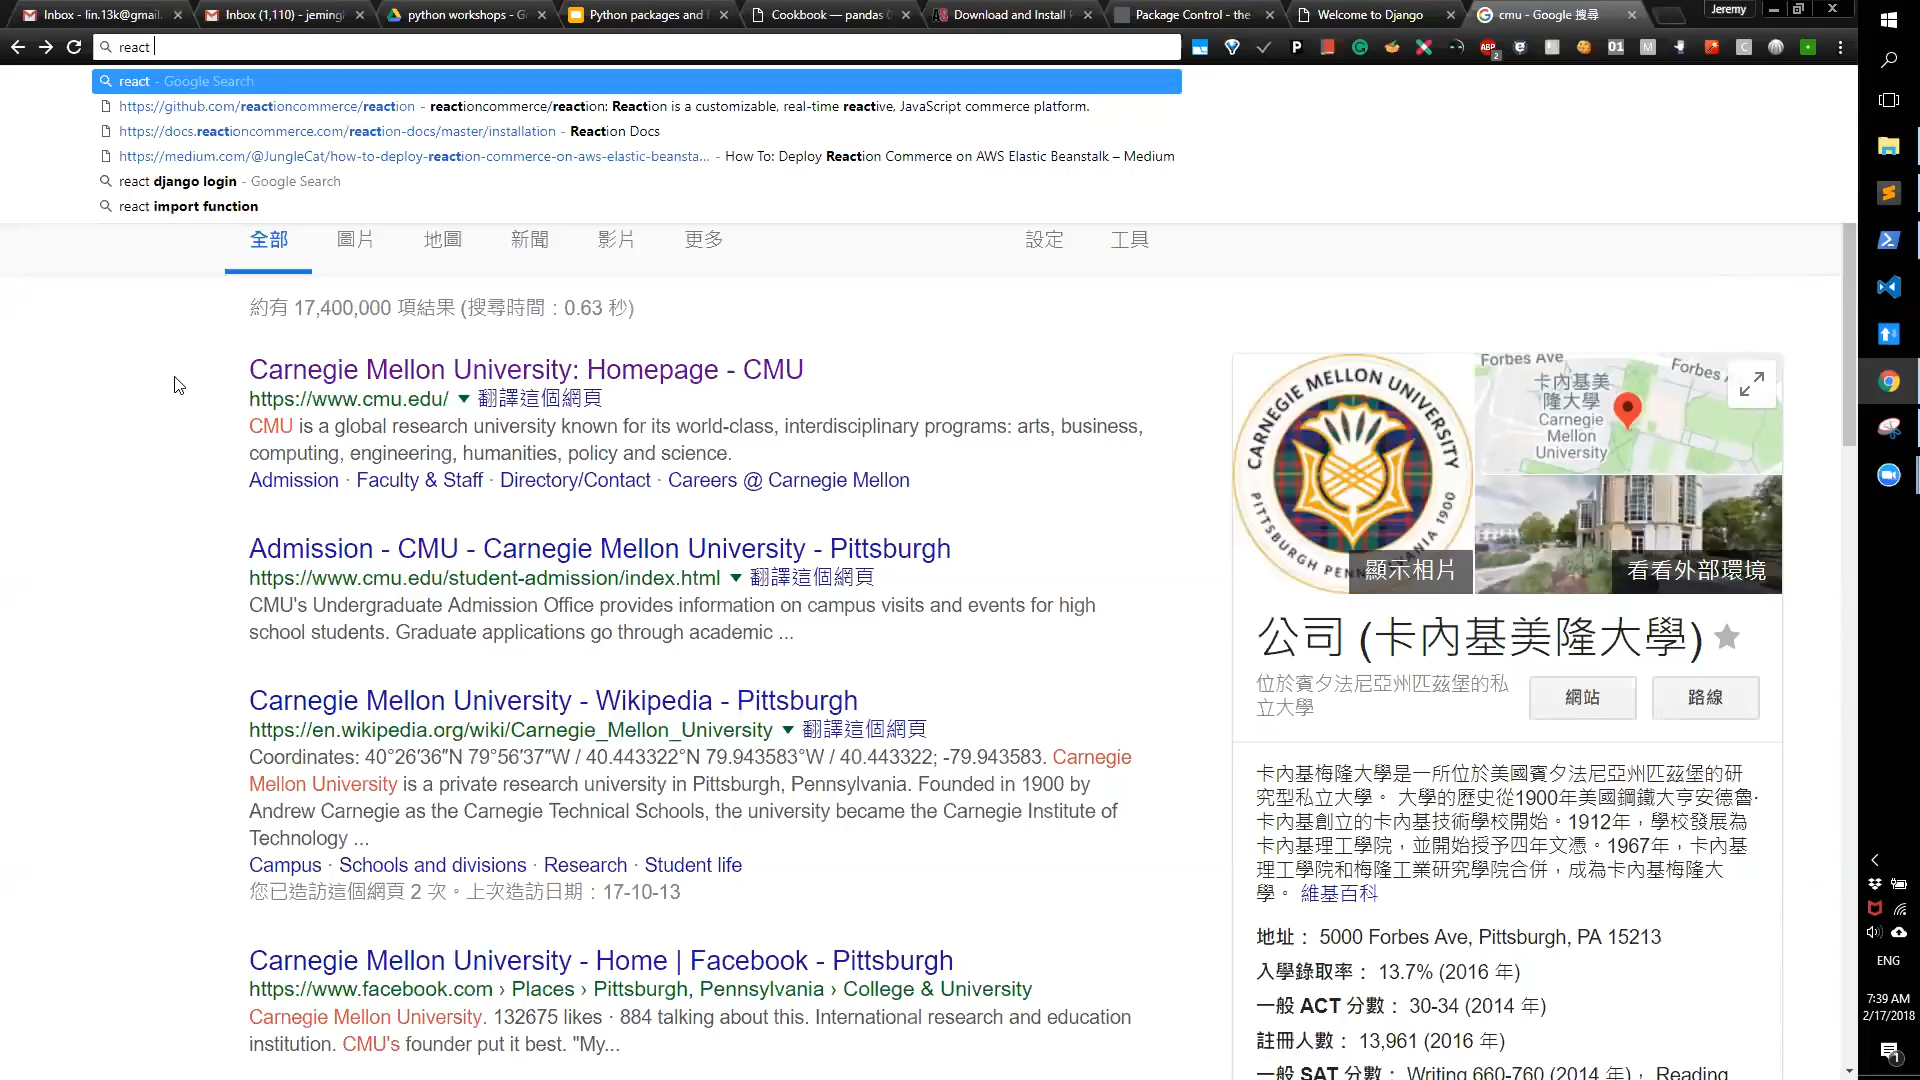 Inbox - lin.13k@gmail.
Inbox (1,110) - jeming
python workshops - G
Python packages and
Cookbook — pandas
Download and Install
Package Control - the
Welcome to Django
cmu - Google 搜尋
Jeremy
react
react - Google Search
https://github.com/reactioncommerce/reaction - reactioncommerce/reaction: Reaction is a customizable, real-time reactive, JavaScript commerce platform.
https://docs.reactioncommerce.com/reaction-docs/master/installation - Reaction Docs
https://medium.com/@JungleCat/how-to-deploy-reaction-commerce-on-aws-elastic-beansta... - How To: Deploy Reaction Commerce on AWS Elastic Beanstalk – Medium
react django login - Google Search
react import function
全部 圖片 地圖 新聞 影片 更多 設定 工具
約有 17,400,000 項結果 (搜尋時間：0.63 秒)
Carnegie Mellon University: Homepage - CMU
https://www.cmu.edu/ 翻譯這個網頁
CMU is a global research university known for its world-class, interdisciplinary programs: arts, business,
computing, engineering, humanities, policy and science.
Admission · Faculty & Staff · Directory/Contact · Careers @ Carnegie Mellon
Admission - CMU - Carnegie Mellon University - Pittsburgh
https://www.cmu.edu/student-admission/index.html 翻譯這個網頁
CMU's Undergraduate Admission Office provides information on campus visits and events for high
school students. Graduate applications go through academic ...
Carnegie Mellon University - Wikipedia - Pittsburgh
https://en.wikipedia.org/wiki/Carnegie_Mellon_University 翻譯這個網頁
Coordinates: 40°26′36″N 79°56′37″W / 40.443322°N 79.943583°W / 40.443322; -79.943583. Carnegie
Mellon University is a private research university in Pittsburgh, Pennsylvania. Founded in 1900 by
Andrew Carnegie as the Carnegie Technical Schools, the university became the Carnegie Institute of
Technology ...
Campus · Schools and divisions · Research · Student life
您已造訪這個網頁 2 次。上次造訪日期：17-10-13
Carnegie Mellon University - Home | Facebook - Pittsburgh
https://www.facebook.com › Places › Pittsburgh, Pennsylvania › College & University
Carnegie Mellon University. 132675 likes · 884 talking about this. International research and education
institution. CMU's founder put it best. "My...
CARNEGIE MELLON UNIVERSITY
PITTSBURGH PENNSYLVANIA 1900
顯示相片
Forbes Ave
Forbes
卡內基美
隆大學
Carnegie
Mellon
University
看看外部環境
公司 (卡內基美隆大學)
位於賓夕法尼亞州匹茲堡的私
立大學
網站
路線
卡內基梅隆大學是一所位於美國賓夕法尼亞州匹茲堡的研
究型私立大學。 大學的歷史從1900年美國鋼鐵大亨安德魯·
卡內基創立的卡內基技術學校開始。1912年，學校發展為
卡內基理工學院，並開始授予四年文憑。1967年，卡內基
理工學院和梅隆工業研究學院合併，成為卡內基梅隆大
學。 維基百科
地址： 5000 Forbes Ave, Pittsburgh, PA 15213
入學錄取率： 13.7% (2016 年)
一般 ACT 分數： 30-34 (2014 年)
註冊人數： 13,961 (2016 年)
一般 SAT 分數： Writing 660-760 (2014 年)， Reading
ABP
2
01
ENG
7:39 AM
2/17/2018
1